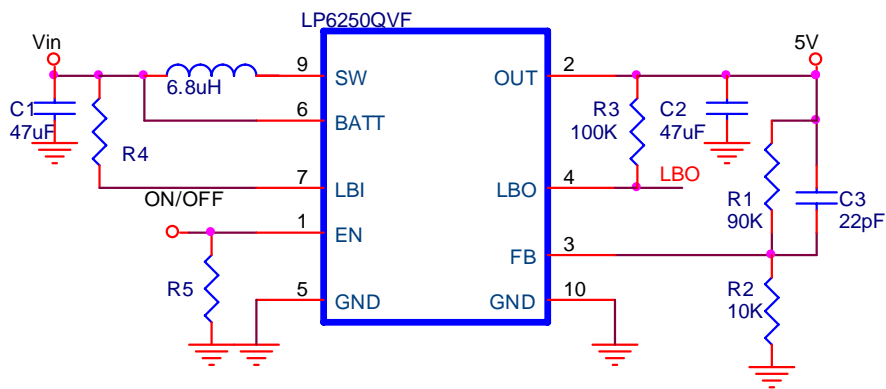 LP6250QVF
Vin
5V
6.8uH
9
SW
OUT
2
C1
47uF
6
BATT
R3
100K
C2
47uF
R4
7
LBI
LBO
4
LBO
R1
90K
C3
22pF
ON/OFF
1
EN
FB
3
R5
5
GND
GND
10
R2
10K